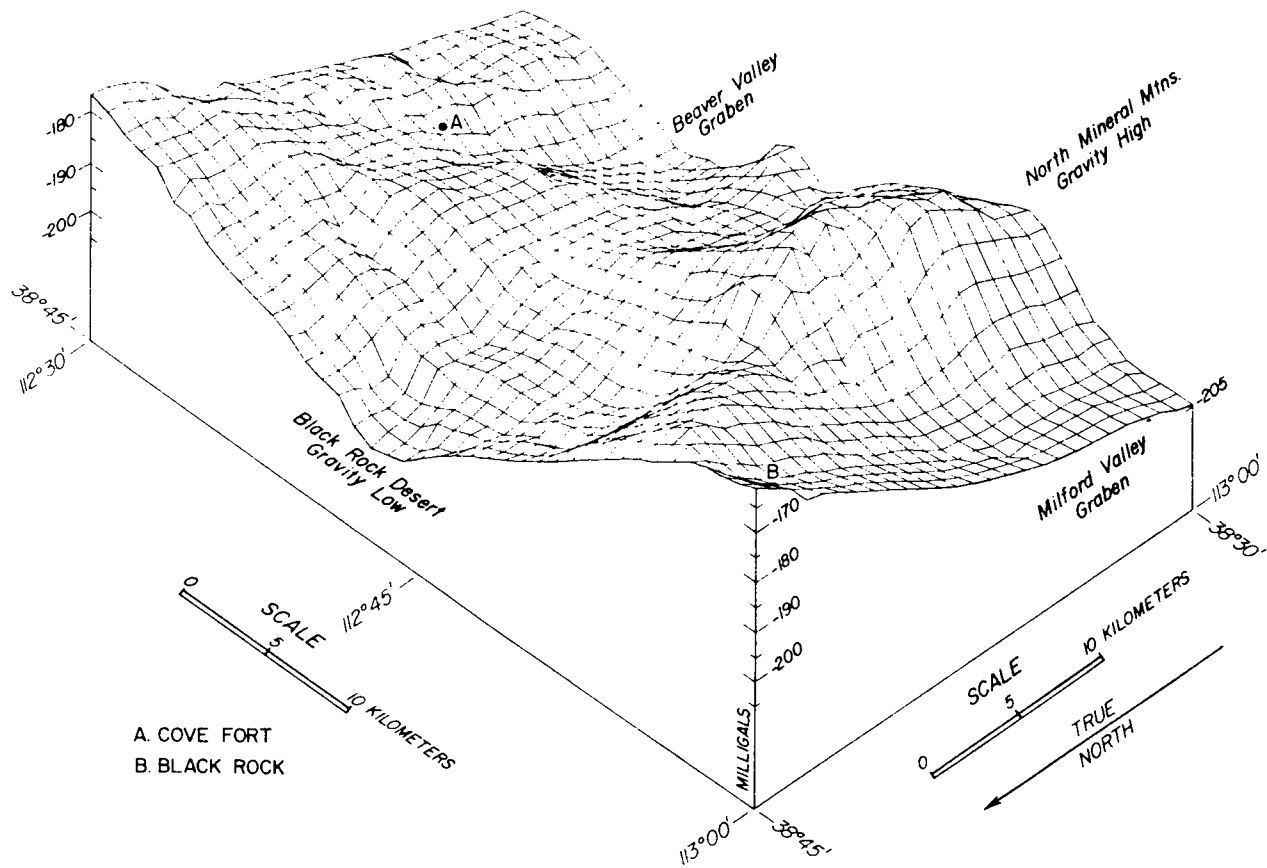 Beaver Valley
Graben
North Mineral Mtns.
Gravity High
A
-180
-190
-200
38°45'
112°30'
Black Rock Desert
Gravity Low
B
-170
-180
-190
-200
MILLIGALS
-205
Milford Valley
Graben
113°00'
38°30'
112°45'
0
SCALE
5
10 KILOMETERS
0
SCALE
5
10 KILOMETERS
TRUE
NORTH
A. COVE FORT
B. BLACK ROCK
113°00'
38°45'